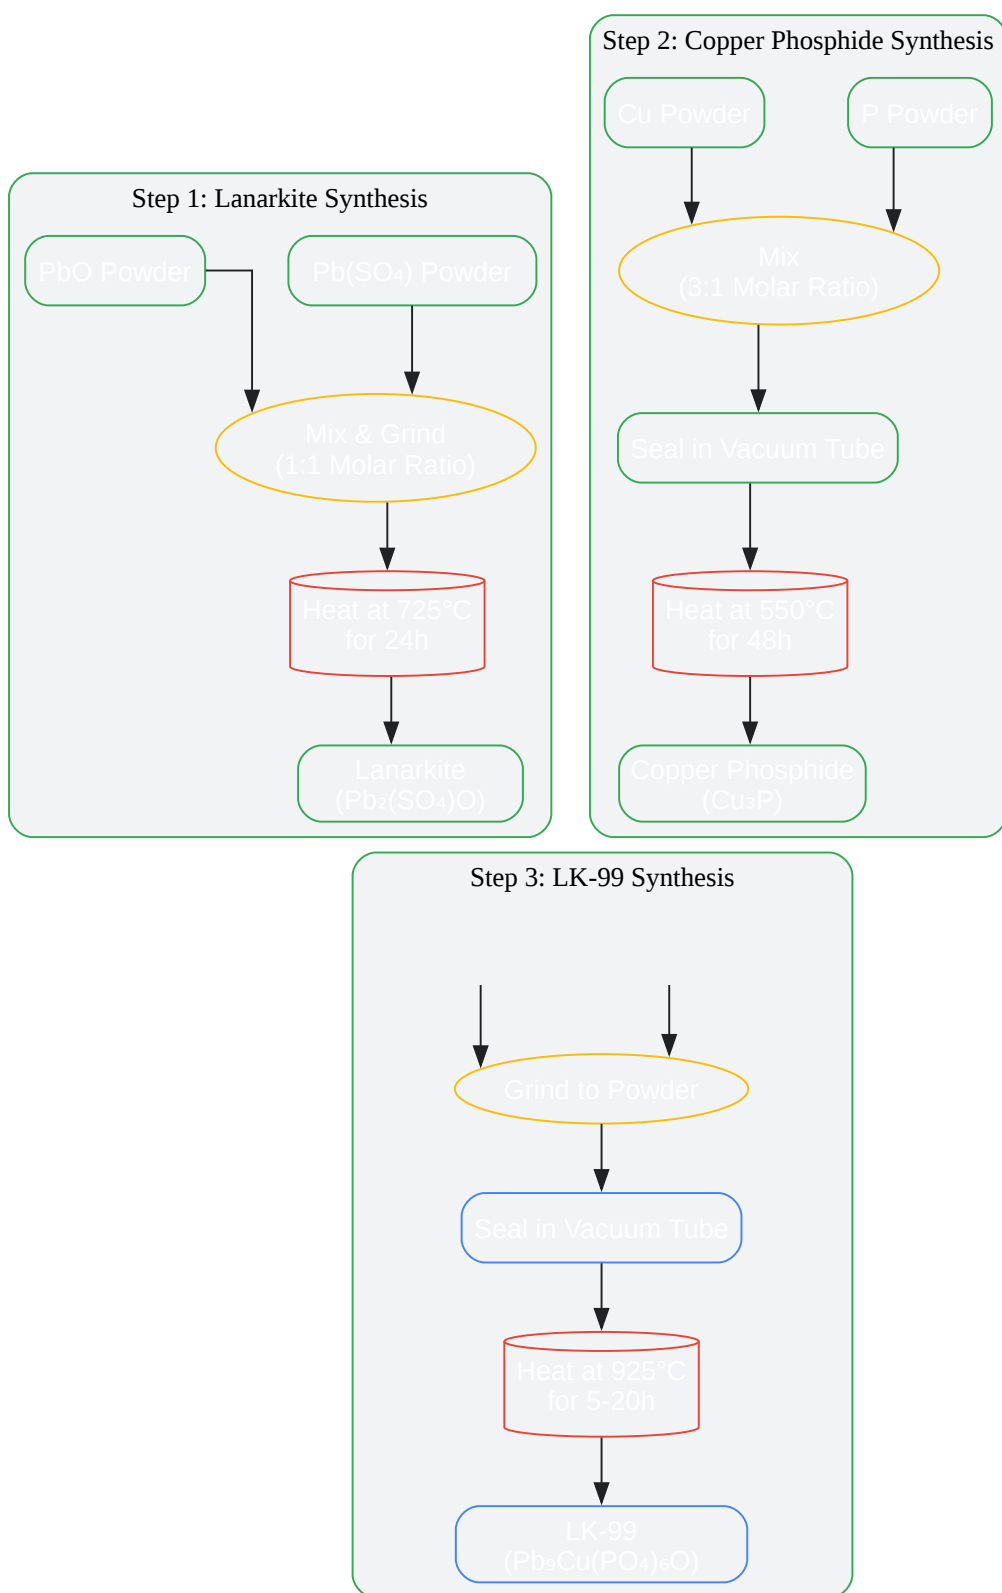 Step 1: Lanarkite Synthesis
PbO Powder
Pb(SO₄) Powder
Mix & Grind
(1:1 Molar Ratio)
Heat at 725°C
for 24h
Lanarkite
(Pb₂(SO₄)O)
Step 2: Copper Phosphide Synthesis
Cu Powder
P Powder
Mix
(3:1 Molar Ratio)
Seal in Vacuum Tube
Heat at 550°C
for 48h
Copper Phosphide
(Cu₃P)
Step 3: LK-99 Synthesis
Grind to Powder
Seal in Vacuum Tube
Heat at 925°C
for 5-20h
LK-99
(Pb₉Cu(PO₄)₆O)